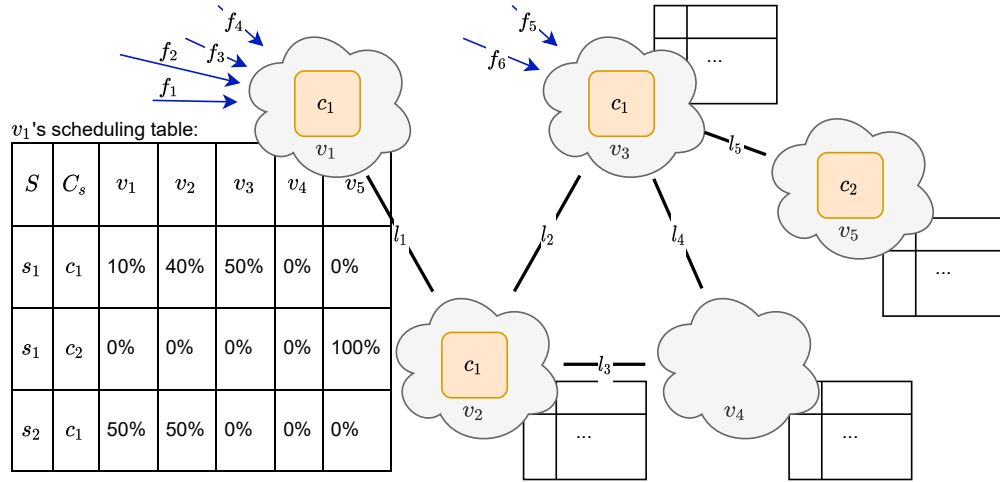 f₄
f₂
f₃
f₁
c₁
v₁
v₁'s scheduling table:
S Cₛ v₁ v₂ v₃ v₄ v₅
s₁ c₁ 10% 40% 50% 0% 0%
s₁ c₂ 0% 0% 0% 0% 100%
s₂ c₁ 50% 50% 0% 0% 0%
f₅
f₆
c₁
v₃
...
l₅
c₂
v₅
...
l₁
l₂
l₄
c₁
v₂
...
l₃
v₄
...